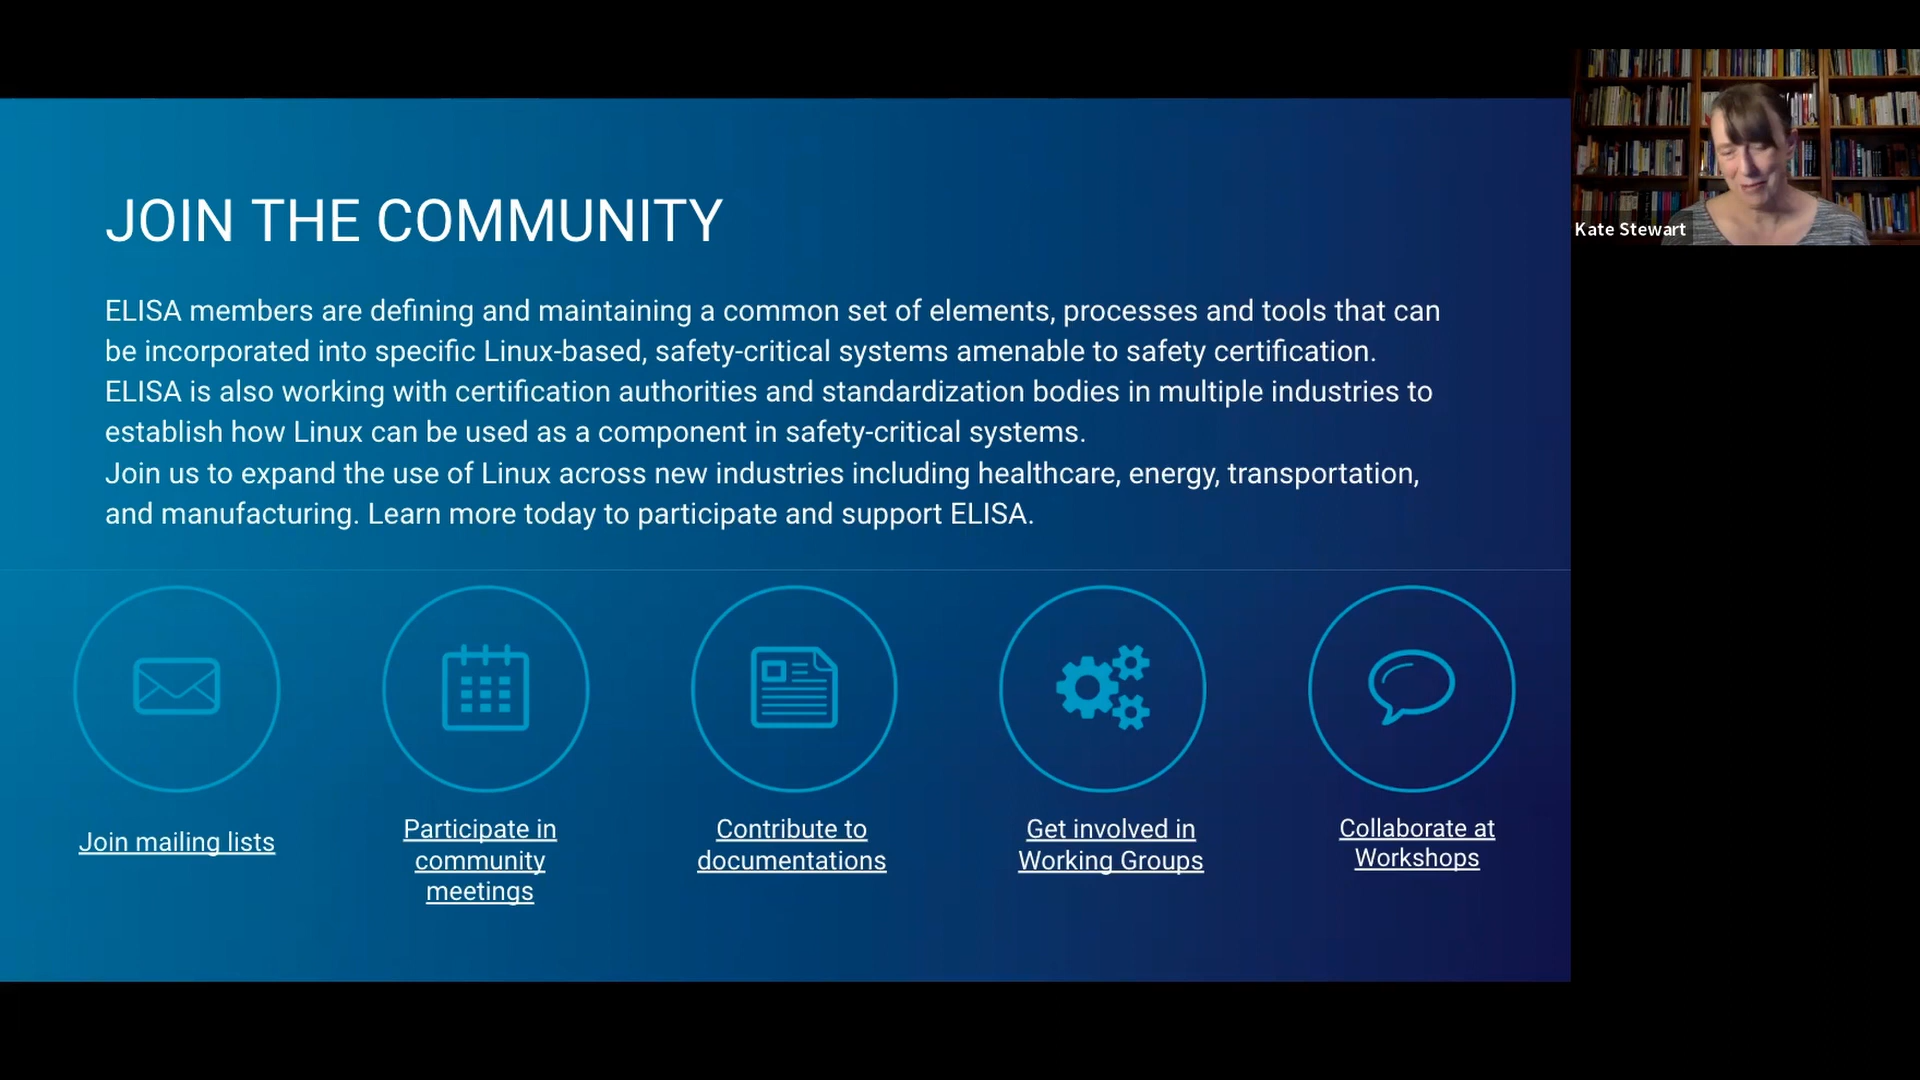 JOIN THE COMMUNITY
ELISA members are defining and maintaining a common set of elements, processes and tools that can
be incorporated into specific Linux-based, safety-critical systems amenable to safety certification.
ELISA is also working with certification authorities and standardization bodies in multiple industries to
establish how Linux can be used as a component in safety-critical systems.
Join us to expand the use of Linux across new industries including healthcare, energy, transportation,
and manufacturing. Learn more today to participate and support ELISA.
Join mailing lists
Participate in
community
meetings
Contribute to
documentations
Get involved in
Working Groups
Collaborate at
Workshops
Kate Stewart